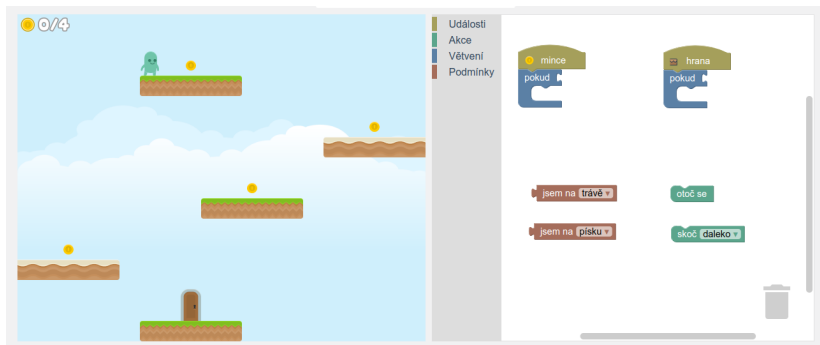 0/4
Události
Akce
Větvení
Podmínky
mince
pokud
hrana
pokud
jsem na trávě
otoč se
jsem na písku
skoč daleko